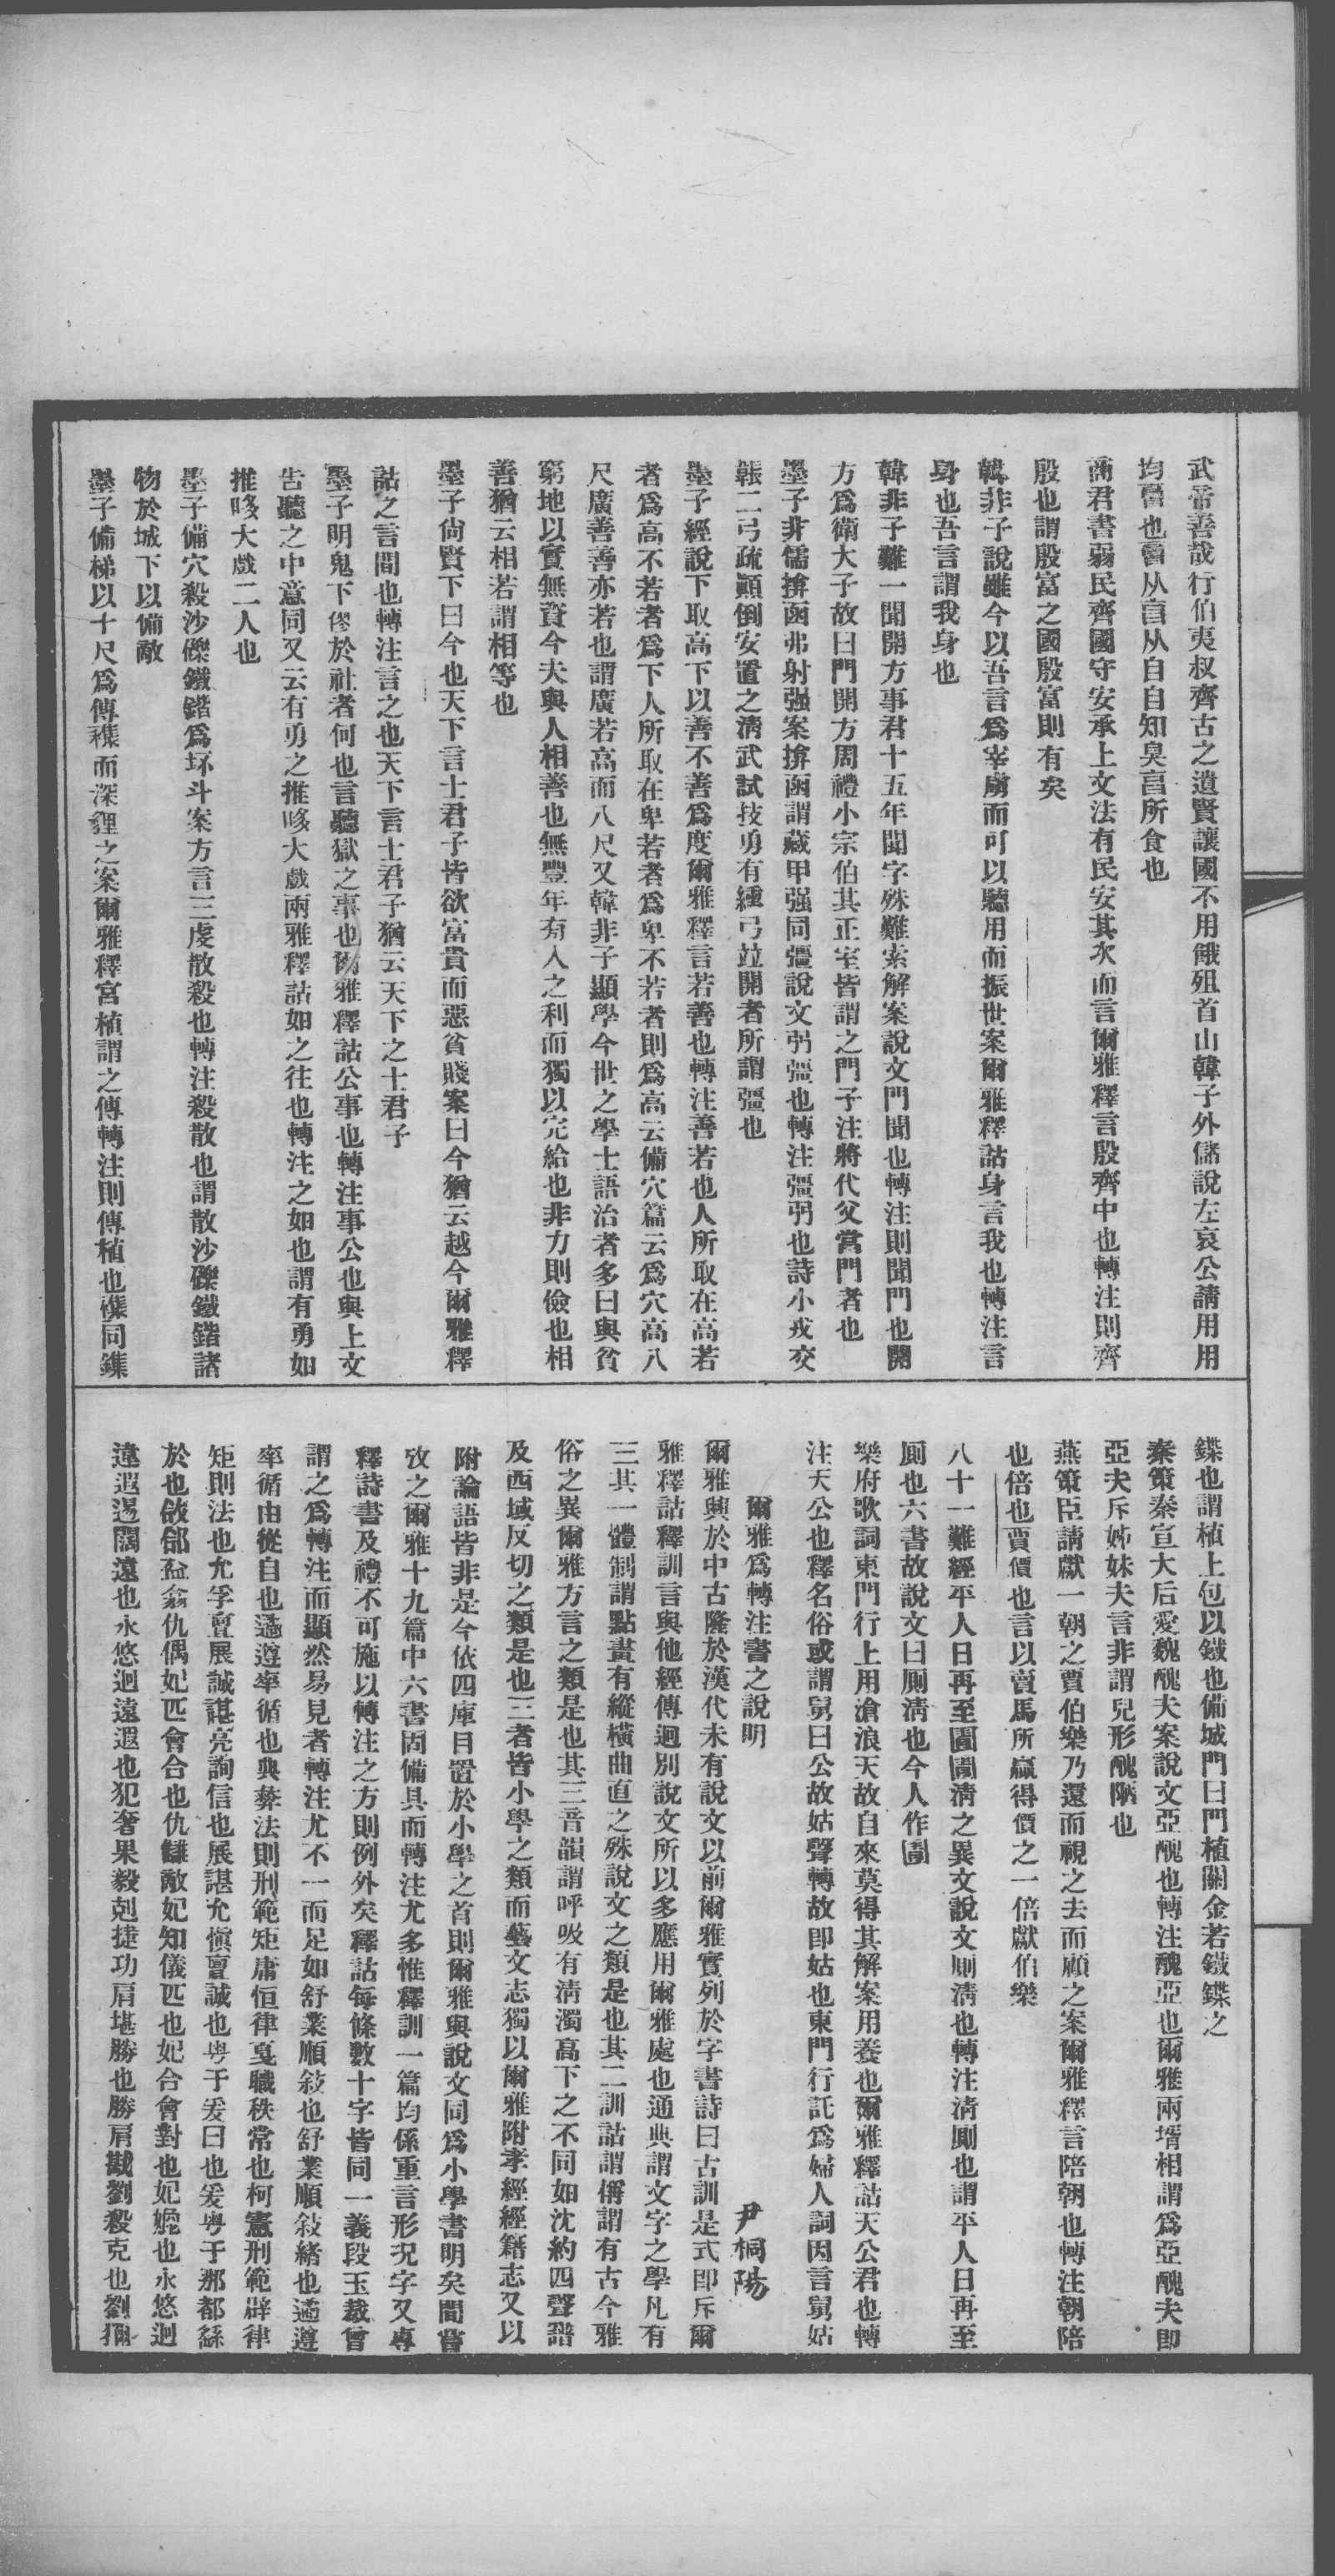 武帝善哉行伯夷叔齊古之遺賢讓國不用餓殂首山韓子外儲說左哀公請用用
均㐭也㐭从亯从自自知臭亯所食也
商君書弱民齊國守安承上文法有民安其次而言爾雅釋言殷齊中也轉注則齊
殷也謂殷富之國殷富則有矣
韓非子說難今以吾言爲宰虜而可以聽用而振世案爾雅釋詁身言我也轉注言
身也吾言謂我身也
韓非子難一聞開方事君十五年聞字殊難索解案說文門聞也轉注則聞門也開
方爲衛大子故曰門開方周禮小宗伯其正室皆謂之門子注將代父當門者也
墨子非儒揜函弗射强案揜函謂藏甲强同彊說文弜彊也轉注彊弜也詩小戎交
韔二弓疏顚倒安置之淸武試技勇有緟弓竝開者所謂彊也
墨子經說下取高下以善不善爲度爾雅釋言若善也轉注善若也人所取在高若
者爲高不若者爲下人所取在卑若者爲卑不若者則爲高云備穴篇云爲穴高八
尺廣善善亦若也謂廣若高而八尺又韓非子顯學今世之學士語治者多曰與貧
窮地以實無資今夫與人相善也無豐年旁入之利而獨以完給也非力則儉也相
善猶云相若謂相等也
墨子尙賢下曰今也天下言士君子皆欲富貴而惡貧賤案曰今猶云越今爾雅釋
詁之言間也轉注言之也天下言士君子猶云天下之士君子
墨子明鬼下僇於社者何也言聽獄之事也爾雅釋詁公事也轉注事公也與上文
吿聽之中意同又云有勇之推哆大戲兩雅釋詁如之往也轉注之如也謂有勇如
推哆大戲二人也
墨子備穴殺沙礫鐵鍇爲坏斗案方言三虔散殺也轉注殺散也謂散沙礫鐵鍇諸
物於城下以備敵
墨子備梯以十尺爲傳𣠽而深貍之案爾雅釋宮植謂之傳轉注則傳植也𣠽同鏶
鍱也謂植上包以鐵也備城門曰門植關金若鐵鍱之
秦策秦宣大后愛魏醜夫案說文亞醜也轉注醜亞也爾雅兩壻相謂爲亞醜夫即
亞夫斥姊妹夫言非謂皃形醜陋也
燕策臣請獻一朝之賈伯樂乃還而視之去而顧之案爾雅釋言陪朝也轉注朝陪
也倍也賈價也言以賣馬所贏得價之一倍獻伯樂
八十一難經平人日再至圊圊淸之異文說文厠淸也轉注淸厠也謂平人日再至
厠也六書故說文曰厠淸也今人作圊
樂府歌詞東門行上用滄浪天故自來莫得其解案用養也爾雅釋詁天公君也轉
注天公也釋名俗或謂舅曰公故姑聲轉故即姑也東門行託爲婦人詞因言舅姑
爾雅爲轉注書之說明
尹桐陽
爾雅興於中古隆於漢代未有說文以前爾雅實列於字書詩曰古訓是式即斥爾
雅釋詁釋訓言與他經傳迥別說文所以多應用爾雅處也通典謂文字之學凡有
三其一體制謂點畫有縱橫曲直之殊說文之類是也其二訓詁謂偁謂有古今雅
俗之異爾雅方言之類是也其三音韻謂呼吸有淸濁高下之不同如沈約四聲譜
及西域反切之類是也三者皆小學之類而藝文志獨以爾雅附孝經經籍志又以
附論語皆非是今依四庫目置於小學之首則爾雅與說文同爲小學書明矣間嘗
攷之爾雅十九篇中六書固備具而轉注尤多惟釋訓一篇均係重言形況字又專
釋詩書及禮不可施以轉注之方則例外矣釋詁每條數十字皆同一義段玉裁曾
謂之爲轉注而顯然易見者轉注尤不一而足如舒業順敍也舒業順敍緖也遹遵
率循由從自也遹遵率循也典彝法則刑範矩庸恒律戛職秩常也柯憲刑範辟律
矩則法也允孚亶展誠諶亮詢信也展諶允愼亶誠也粤于爰曰也爰粤于那都繇
於也敆郃盍翕仇偶妃匹會合也仇讎敵妃知儀匹也妃合會對也妃媲也永悠迥
違遐逷闊遠也永悠迥遠遐也犯奢果毅剋捷功肩堪勝也勝肩戡劉殺克也劉獮